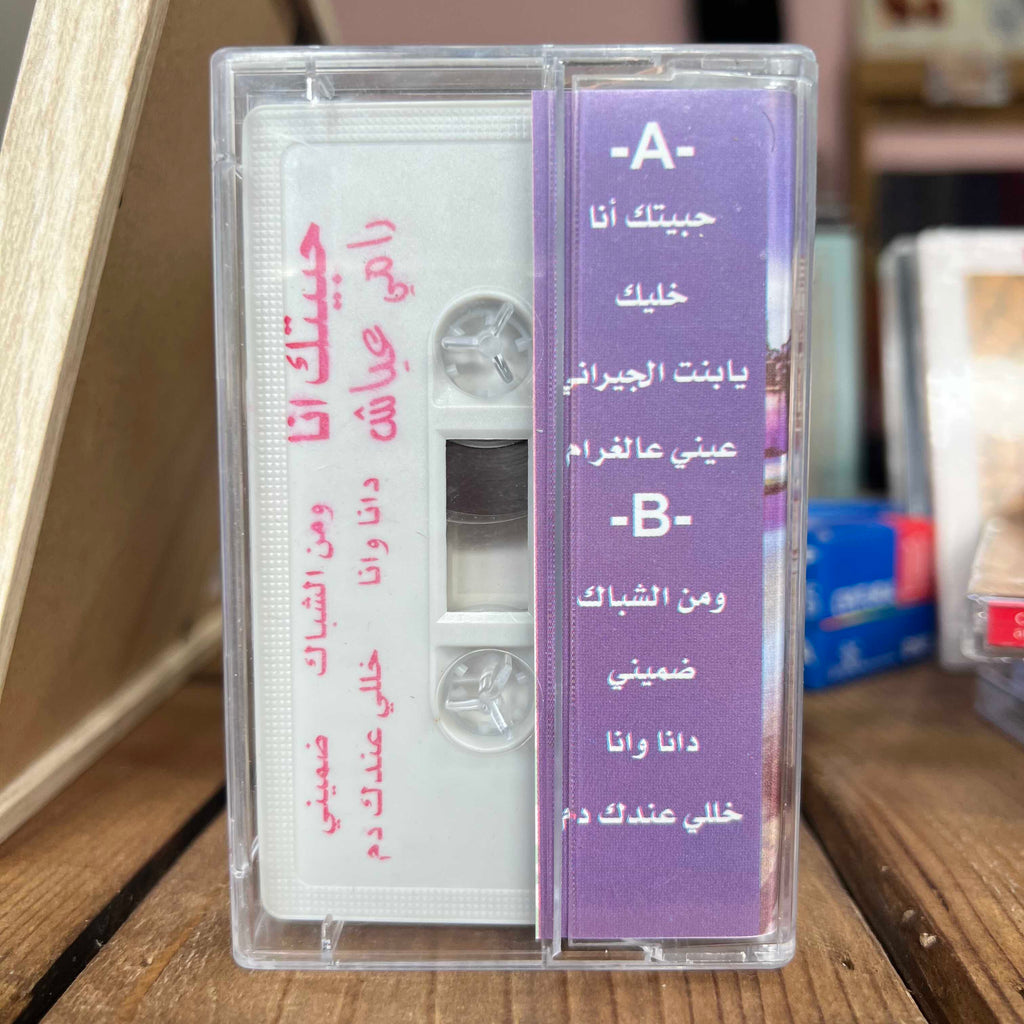 حبيتك انا
رامي عياش
ومن الشباك
دانا وانا
ضميني
خللي عندك دم
-A-
حبيتك أنا
خليك
يابنت الجيراني
عيني عالغرام
-B-
ومن الشباك
ضميني
دانا وانا
خللي عندك دم